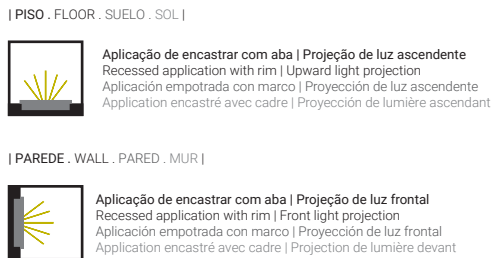 | PISO . FLOOR . SUELO . SOL |
Aplicação de encastrar com aba | Projeção de luz ascendente
Recessed application with rim | Upward light projection
Aplicación empotrada con marco | Proyección de luz ascendente
Application encastré avec cadre | Proyección de lumière ascendant
| PAREDE . WALL . PARED . MUR |
Aplicação de encastrar com aba | Projeção de luz frontal
Recessed application with rim | Front light projection
Aplicación empotrada con marco | Proyección de luz frontal
Application encastré avec cadre | Projection de lumière devant